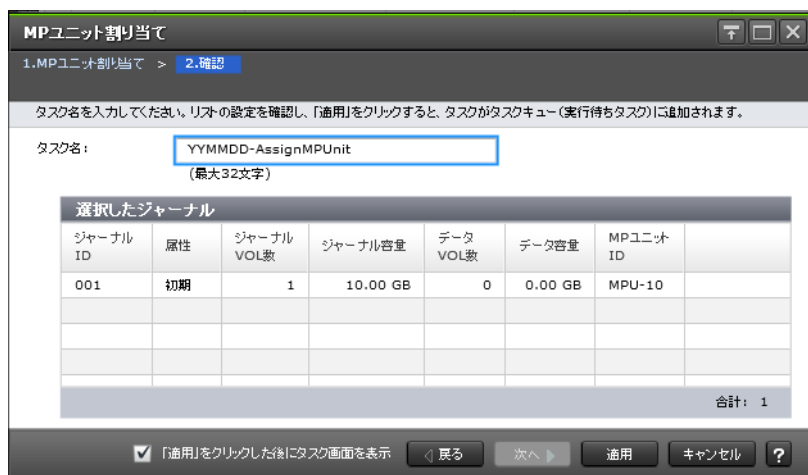 MPユニット割り当て
1.MPユニット割り当て > 2.確認
タスク名を入力してください。リストの設定を確認し、「適用」をクリックすると、タスクがタスクキュー(実行待ちタスク)に追加されます。
タスク名: YYMMDD-AssignMPUnit
(最大32文字)
選択したジャーナル
ジャーナルID 属性 ジャーナルVOL数 ジャーナル容量 データVOL数 データ容量 MPユニットID
001 初期 1 10.00 GB 0 0.00 GB MPU-10
合計: 1
「適用」をクリックした後にタスク画面を表示 戻る 次へ 適用 キャンセル ?